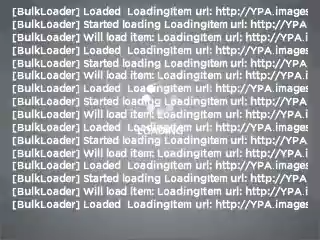 [BulkLoader] Loaded LoadingItem url: http://YPA.images
[BulkLoader] Started loading LoadingItem url: http://YPA
[BulkLoader] Will load item: LoadingItem url: http://YPA.i
[BulkLoader] Loaded LoadingItem url: http://YPA.images
[BulkLoader] Started loading LoadingItem url: http://YPA
[BulkLoader] Will load item: LoadingItem url: http://YPA.i
[BulkLoader] Loaded LoadingItem url: http://YPA.images
[BulkLoader] Started loading LoadingItem url: http://YPA
[BulkLoader] Will load item: LoadingItem url: http://YPA.i
[BulkLoader] Loaded LoadingItem url: http://YPA.images
LOADING
[BulkLoader] Started loading LoadingItem url: http://YPA
[BulkLoader] Will load item: LoadingItem url: http://YPA.i
[BulkLoader] Loaded LoadingItem url: http://YPA.images
[BulkLoader] Started loading LoadingItem url: http://YPA
[BulkLoader] Will load item: LoadingItem url: http://YPA.i
[BulkLoader] Loaded LoadingItem url: http://YPA.images